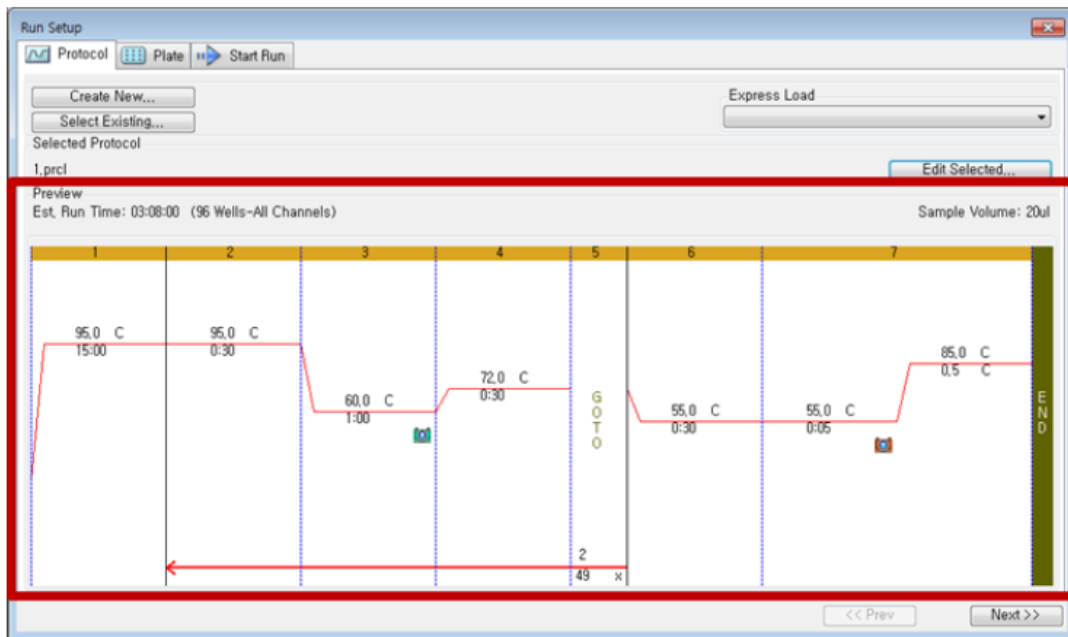 Run Setup
Protocol Plate Start Run
Create New...
Express Load
Select Existing...
Selected Protocol
1.prcl
Edit Selected...
Preview
Est. Run Time: 03:08:00 (96 Wells-All Channels)
Sample Volume: 20ul
1 2 3 4 5 6 7
95,0 C
15:00
95,0 C
0:30
60,0 C
1:00
72,0 C
0:30
GOTO
2
49 x
55,0 C
0:30
55,0 C
0:05
85,0 C
0,5 C
END
<< Prev
Next >>